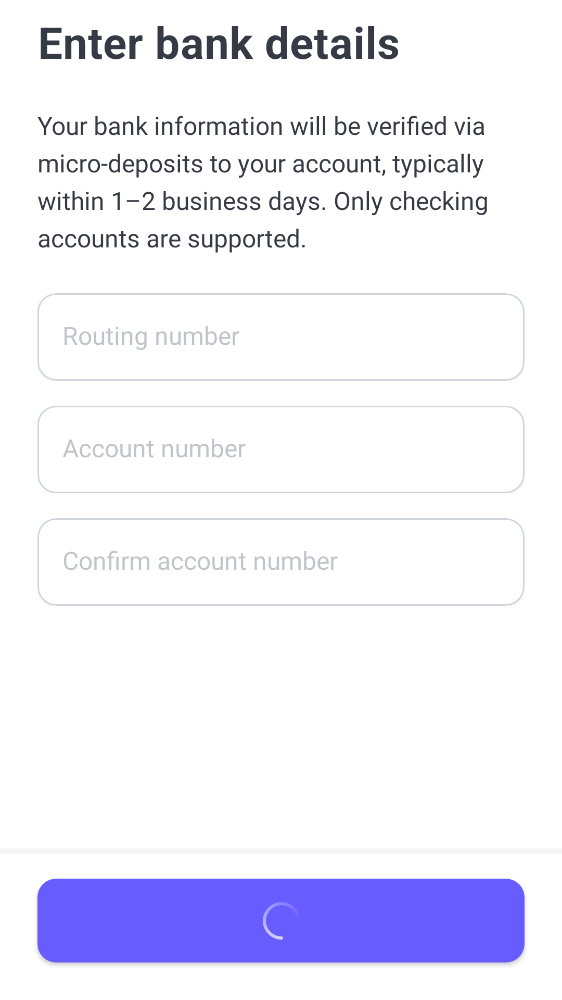 Enter bank details
Your bank information will be verified via
micro-deposits to your account, typically
within 1–2 business days. Only checking
accounts are supported.
Routing number
Account number
Confirm account number